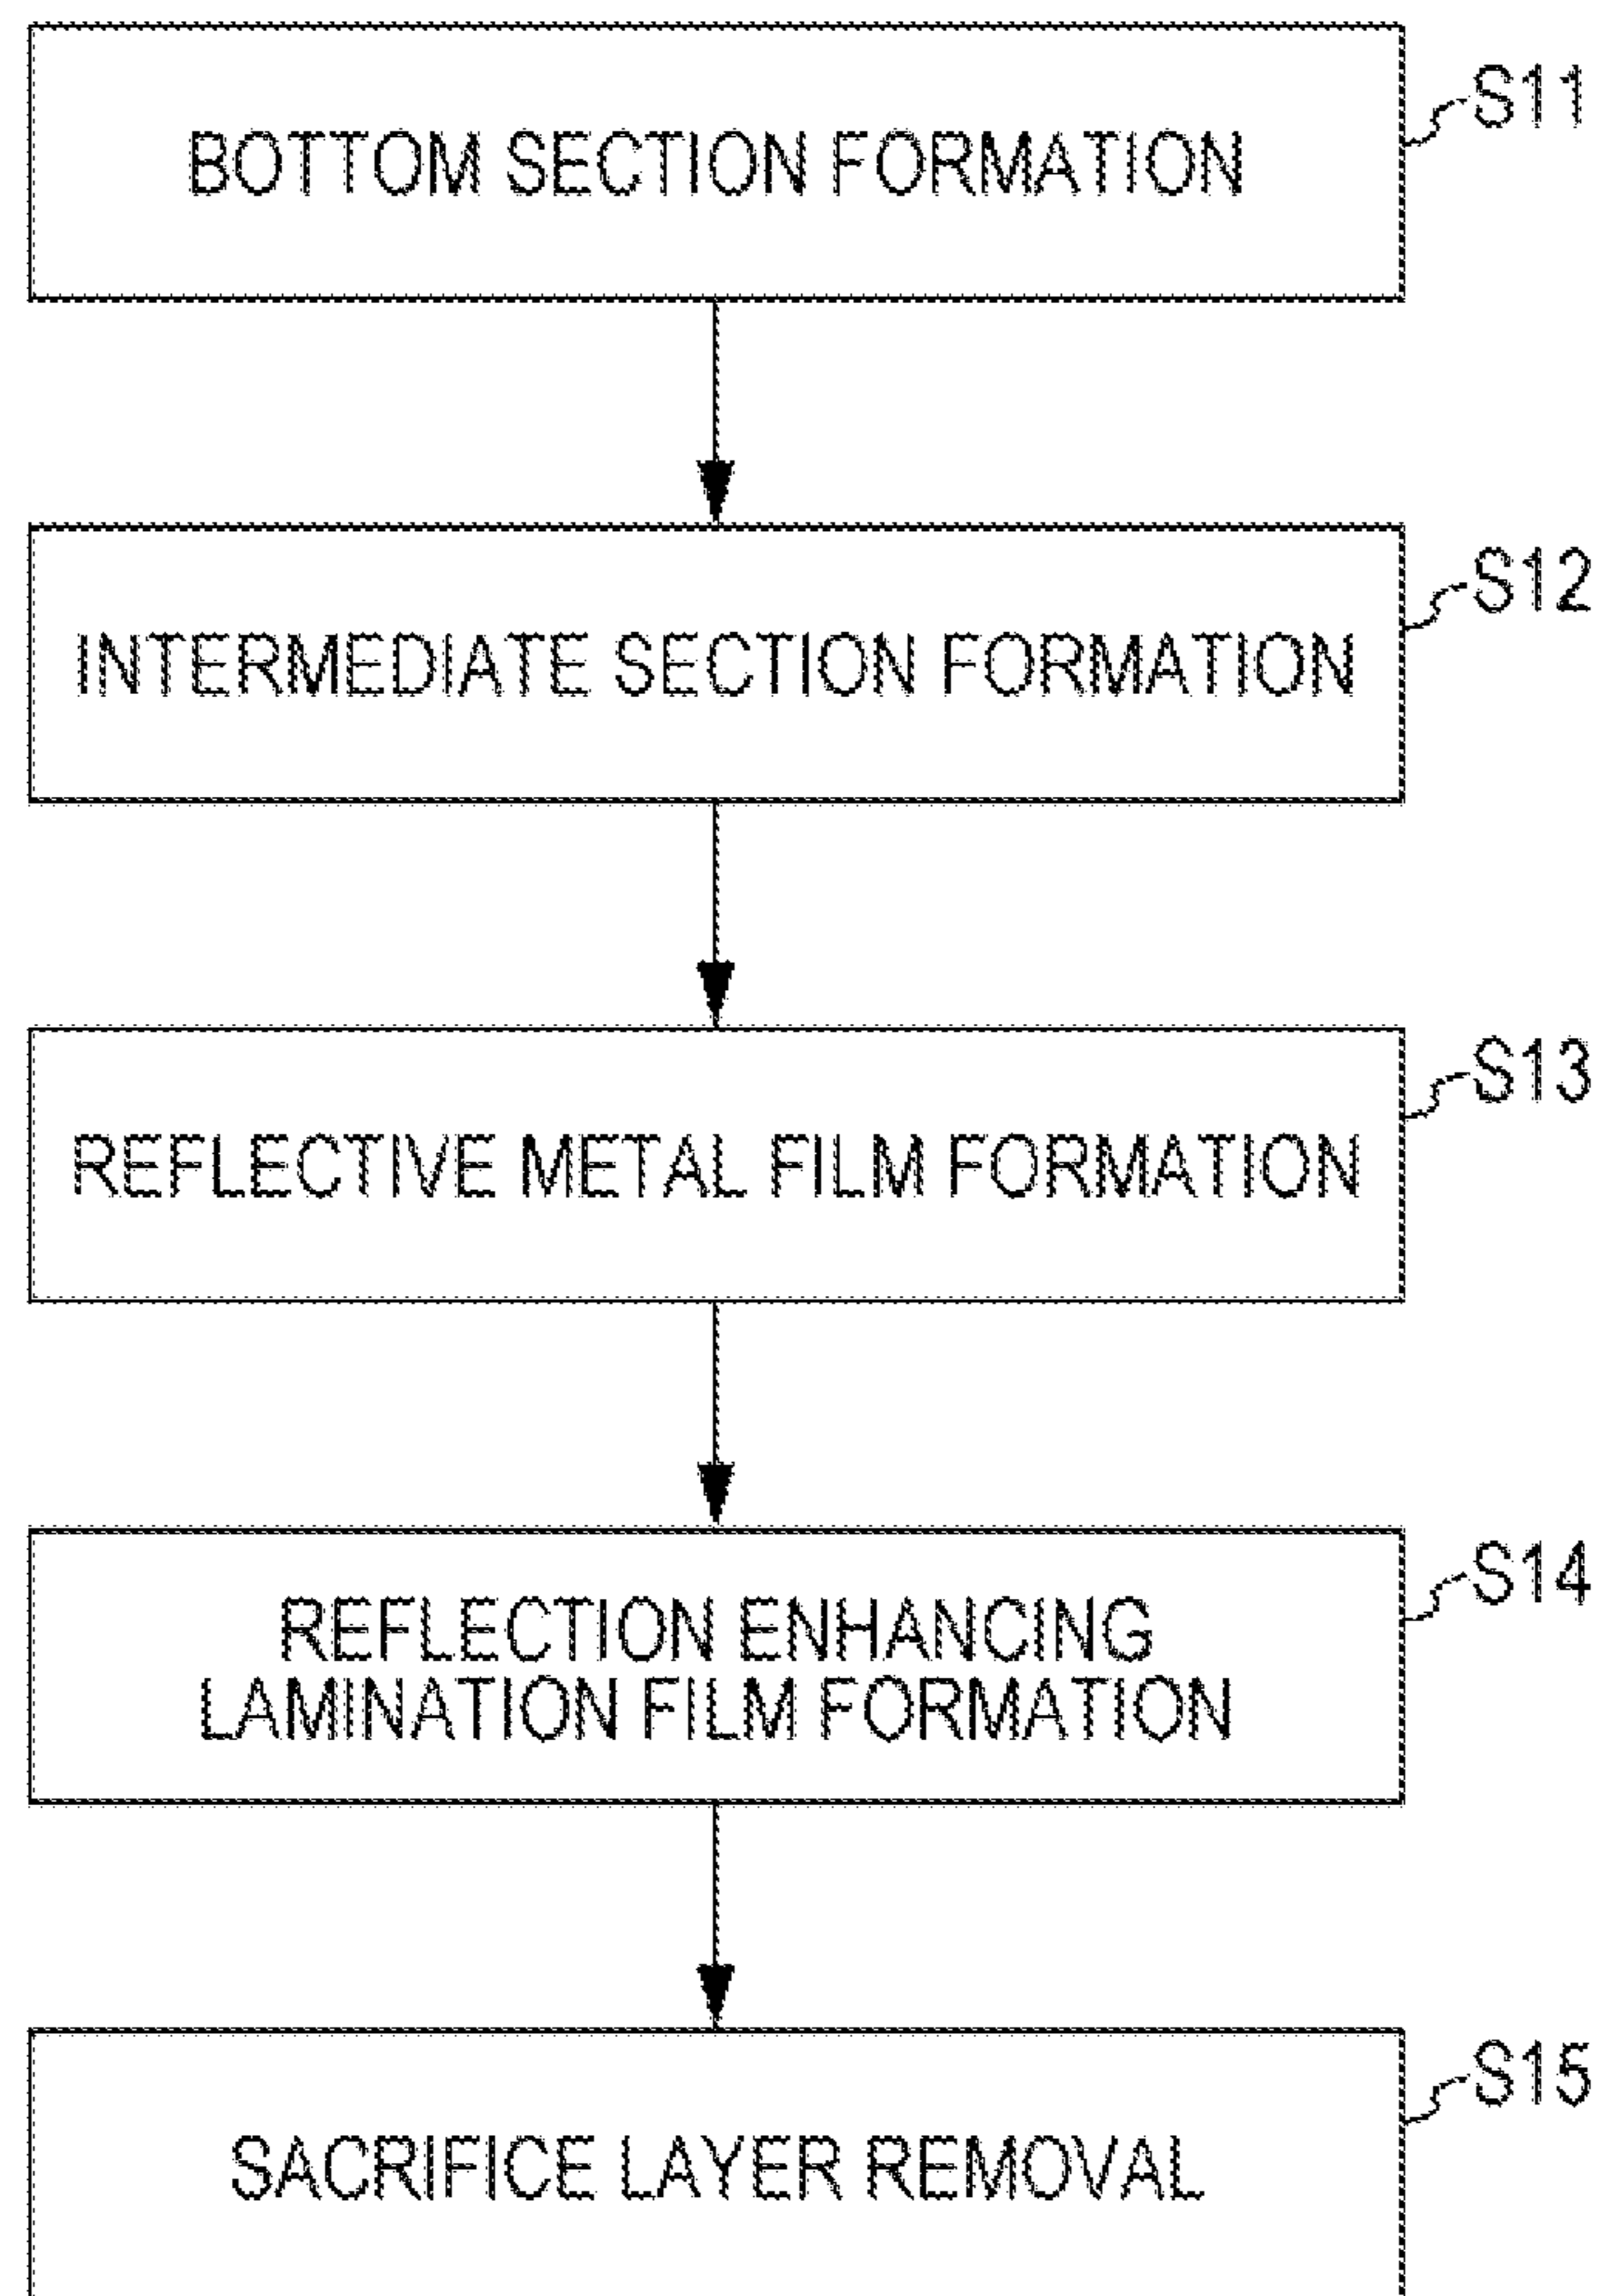 S11
BOTTOM SECTION FORMATION
S12
INTERMEDIATE SECTION FORMATION
S13
REFLECTIVE METAL FILM FORMATION
S14
REFLECTION ENHANCING
LAMINATION FILM FORMATION
S15
SACRIFICE LAYER REMOVAL